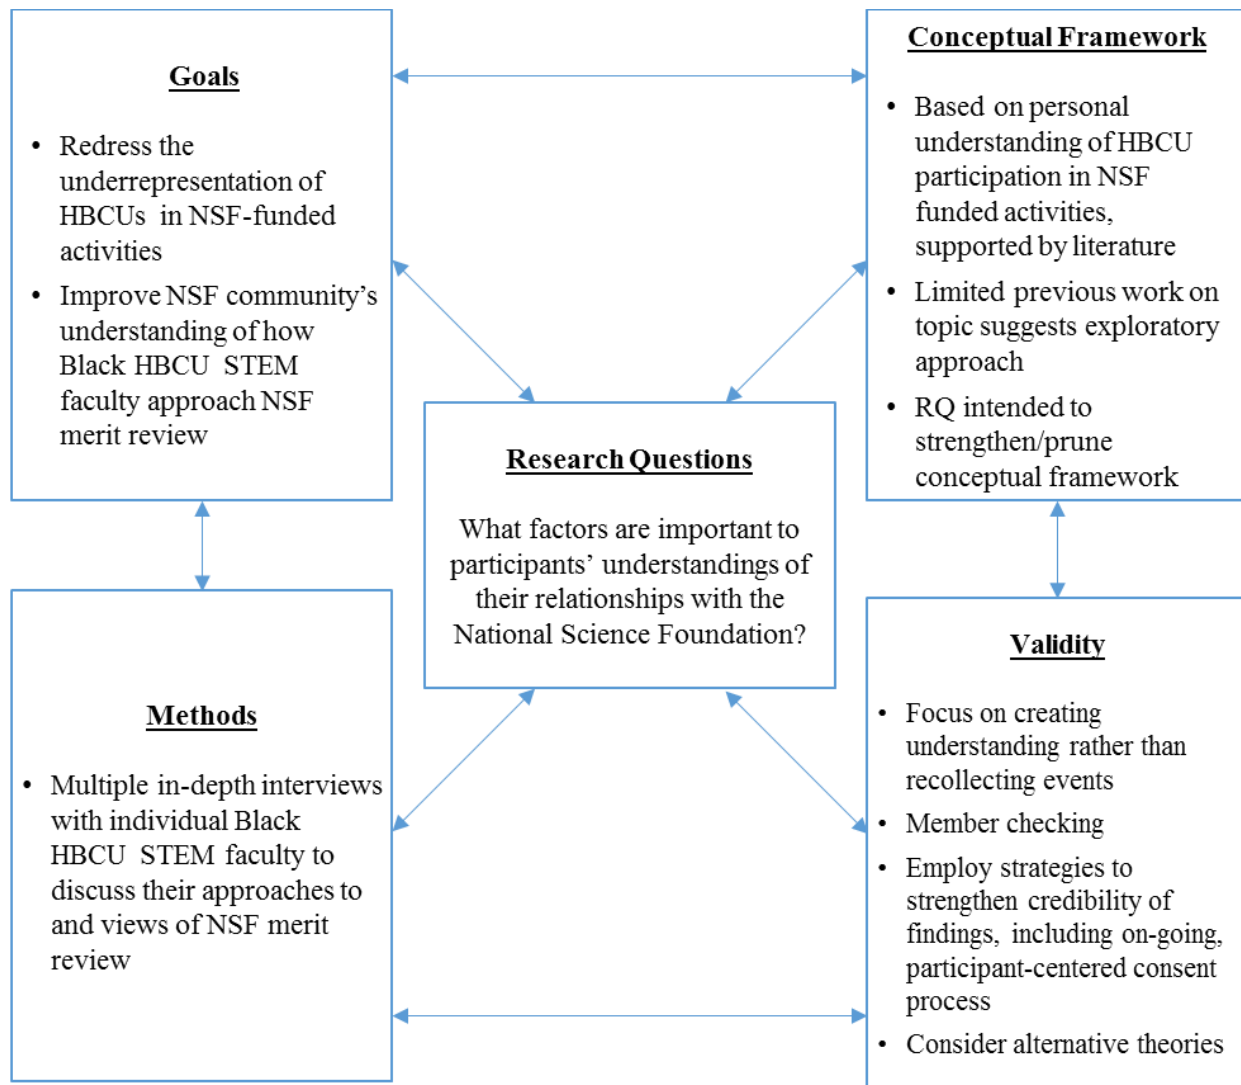 Goals
• Redress the
underrepresentation of
HBCUs in NSF-funded
activities
• Improve NSF community’s
understanding of how
Black HBCU STEM
faculty approach NSF
merit review
Conceptual Framework
• Based on personal
understanding of HBCU
participation in NSF
funded activities,
supported by literature
• Limited previous work on
topic suggests exploratory
approach
• RQ intended to
strengthen/prune
conceptual framework
Research Questions
What factors are important to
participants’ understandings of
their relationships with the
National Science Foundation?
Methods
• Multiple in-depth interviews
with individual Black
HBCU STEM faculty to
discuss their approaches to
and views of NSF merit
review
Validity
• Focus on creating
understanding rather than
recollecting events
• Member checking
• Employ strategies to
strengthen credibility of
findings, including on-going,
participant-centered consent
process
• Consider alternative theories